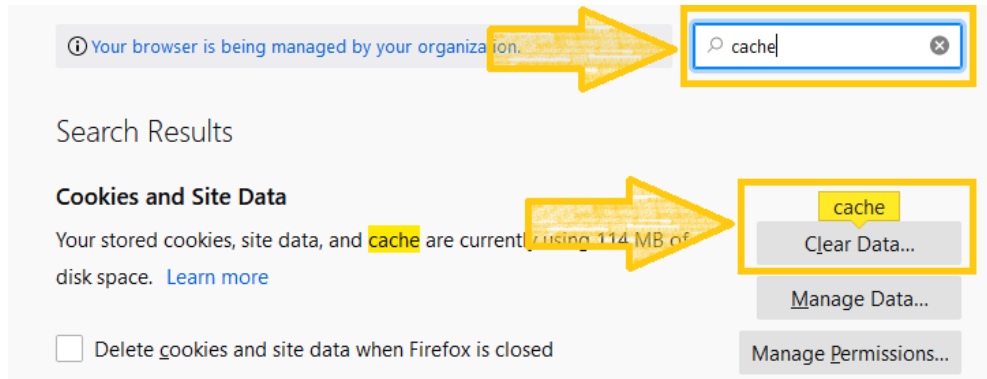 Your browser is being managed by your organization.
cache
Search Results
Cookies and Site Data
cache
Your stored cookies, site data, and cache are currently using 114 MB of
disk space. Learn more
Clear Data...
Manage Data...
Delete cookies and site data when Firefox is closed
Manage Permissions...